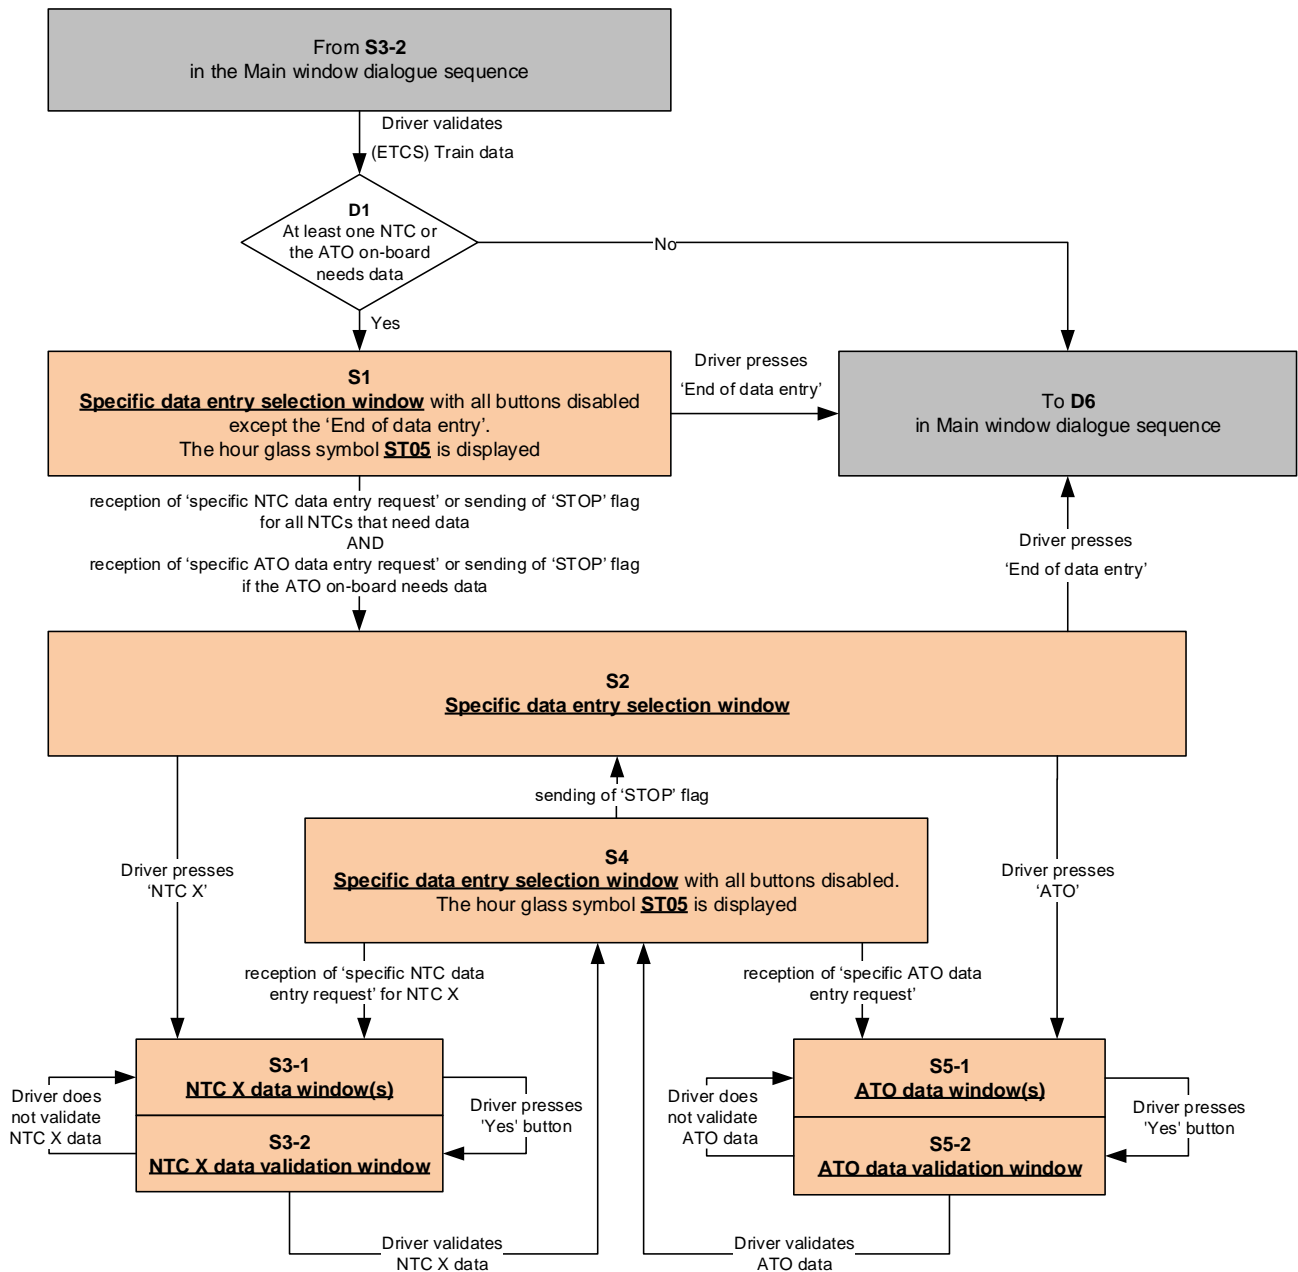 From S3-2
in the Main window dialogue sequence
Driver validates
(ETCS) Train data
D1
At least one NTC or
the ATO on-board
needs data
No
Yes
S1
Specific data entry selection window with all buttons disabled
except the ‘End of data entry’.
The hour glass symbol ST05 is displayed
Driver presses
‘End of data entry’
To D6
in Main window dialogue sequence
reception of ‘specific NTC data entry request’ or sending of ‘STOP’ flag
for all NTCs that need data
AND
reception of ‘specific ATO data entry request’ or sending of ‘STOP’ flag
if the ATO on-board needs data
Driver presses
‘End of data entry’
S2
Specific data entry selection window
sending of ‘STOP’ flag
Driver presses
‘NTC X’
S4
Specific data entry selection window with all buttons disabled.
The hour glass symbol ST05 is displayed
Driver presses
‘ATO’
reception of ‘specific NTC data
entry request’ for NTC X
reception of ‘specific ATO data
entry request’
S3-1
NTC X data window(s)
Driver does
not validate
NTC X data
Driver presses
'Yes' button
S3-2
NTC X data validation window
S5-1
ATO data window(s)
Driver does
not validate
ATO data
Driver presses
'Yes' button
S5-2
ATO data validation window
Driver validates
NTC X data
Driver validates
ATO data